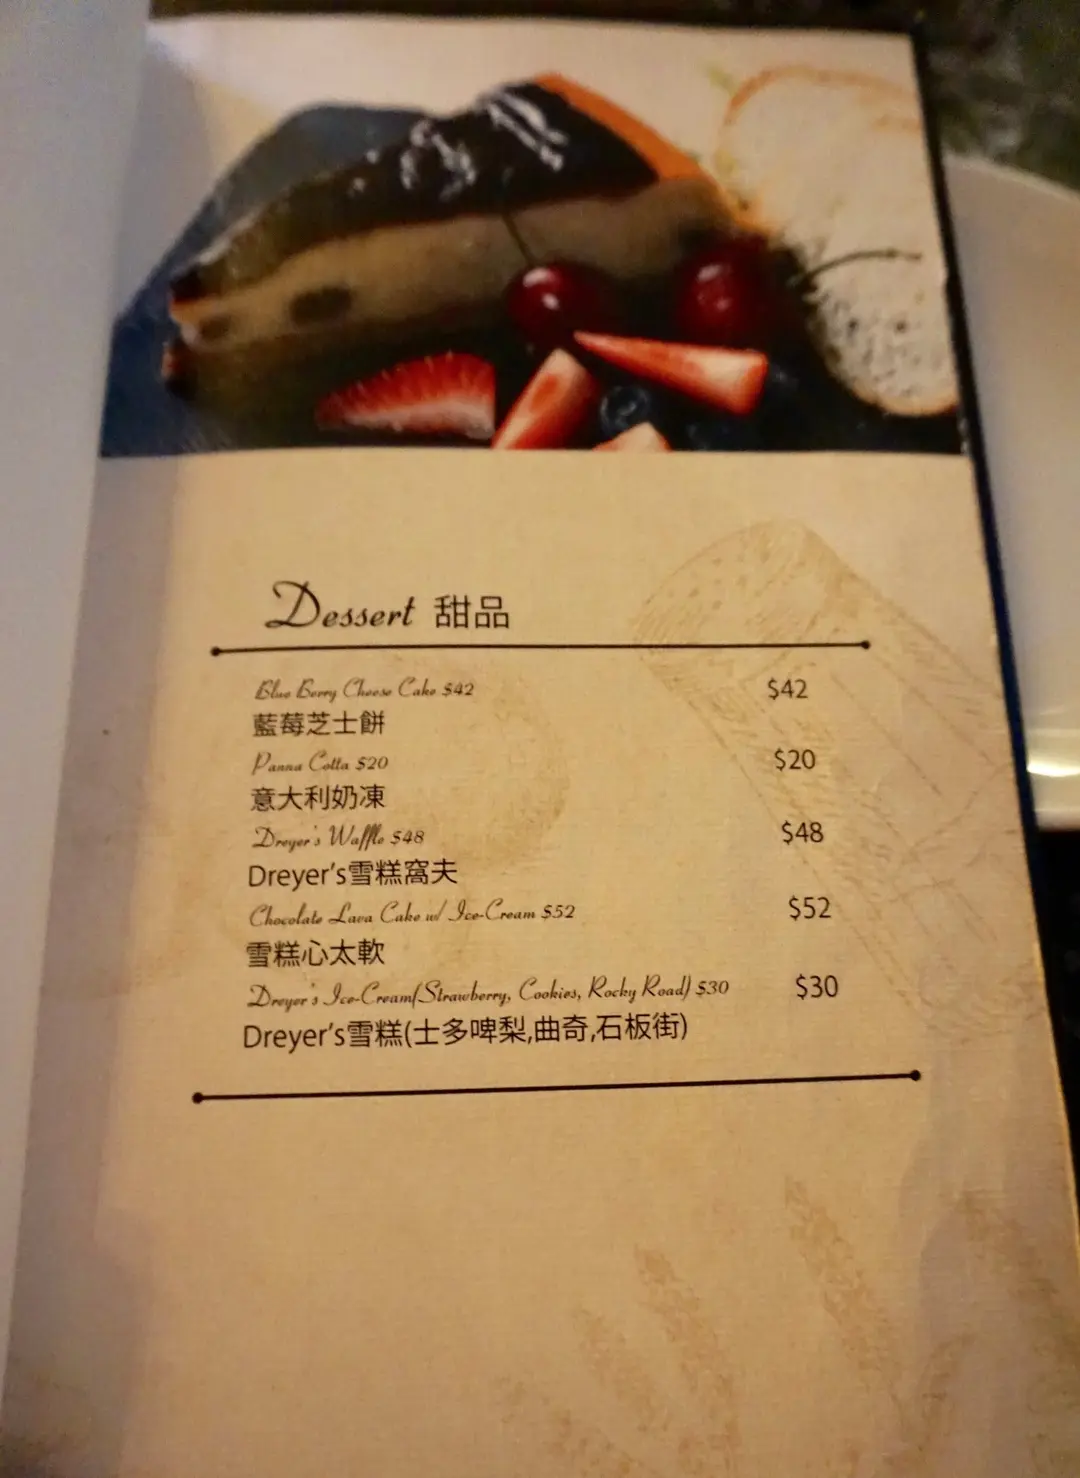 Dessert 甜品
Blue Berry Cheese Cake $42 $42
藍莓芝士餅
Panna Cotta $20 $20
意大利奶凍
Dreyer's Waffle $48 $48
Dreyer's雪糕窩夫
Chocolate Lava Cake w/ Ice-Cream $52 $52
雪糕心太軟
Dreyer's Ice-Cream(Strawberry, Cookies, Rocky Road) $30 $30
Dreyer's雪糕(士多啤梨,曲奇,石板街)